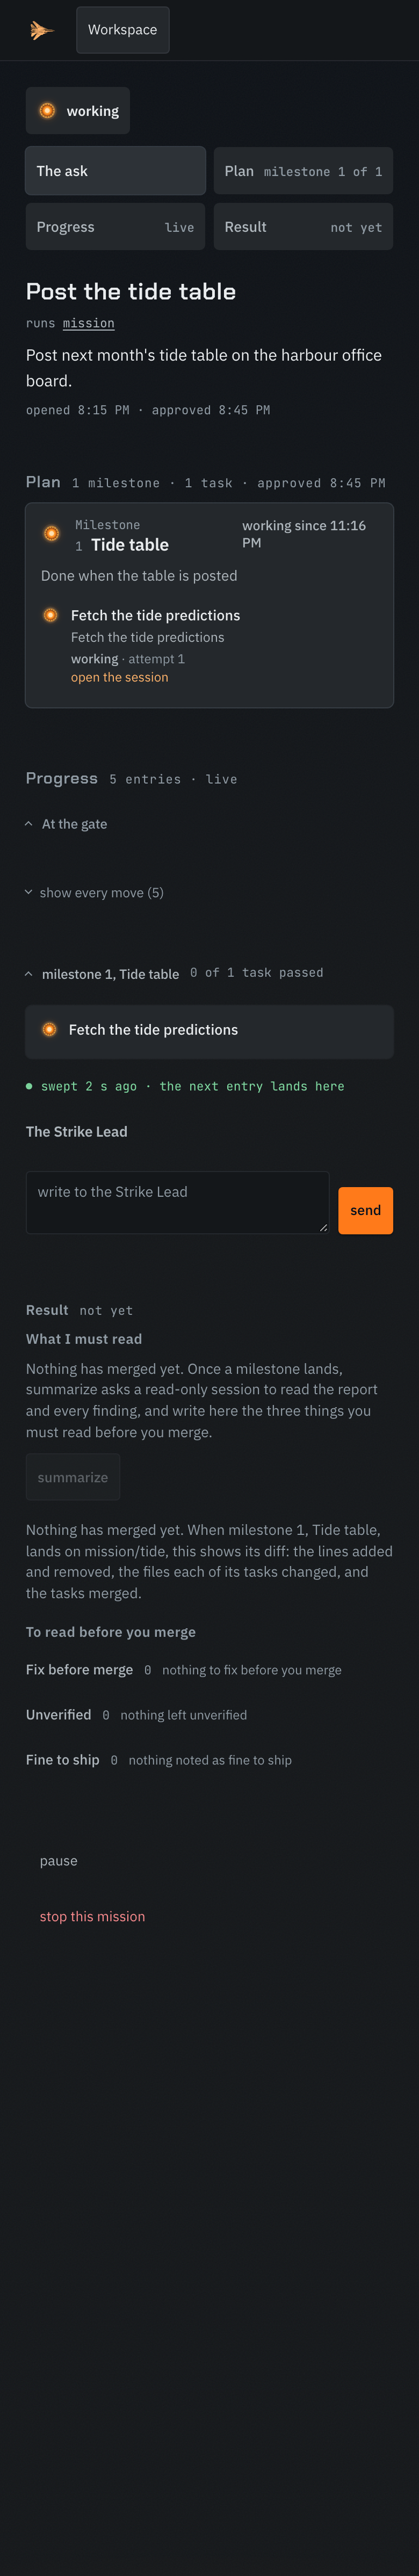 Workspace
working
The ask
Plan milestone 1 of 1
Progress live
Result not yet
Post the tide table
runs mission
Post next month's tide table on the harbour office
board.
opened 8:15 PM · approved 8:45 PM
Plan 1 milestone · 1 task · approved 8:45 PM
Milestone
1 Tide table
working since 11:16
PM
Done when the table is posted
Fetch the tide predictions
Fetch the tide predictions
working · attempt 1
open the session
Progress 5 entries · live
At the gate
show every move (5)
milestone 1, Tide table 0 of 1 task passed
Fetch the tide predictions
swept 2 s ago · the next entry lands here
The Strike Lead
write to the Strike Lead
send
Result not yet
What I must read
Nothing has merged yet. Once a milestone lands,
summarize asks a read-only session to read the report
and every finding, and write here the three things you
must read before you merge.
summarize
Nothing has merged yet. When milestone 1, Tide table,
lands on mission/tide, this shows its diff: the lines added
and removed, the files each of its tasks changed, and
the tasks merged.
To read before you merge
Fix before merge 0 nothing to fix before you merge
Unverified 0 nothing left unverified
Fine to ship 0 nothing noted as fine to ship
pause
stop this mission